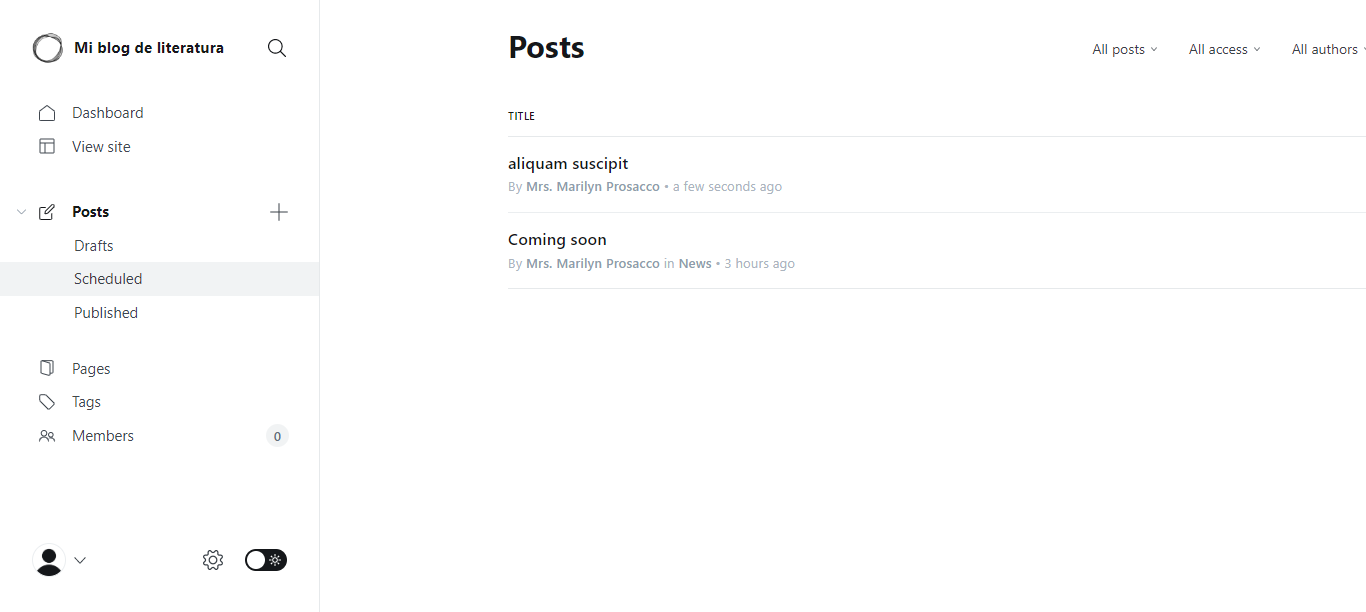 Mi blog de literatura
Dashboard
View site
Posts
Drafts
Scheduled
Published
Pages
Tags
Members
0
Posts
All posts
All access
All authors
TITLE
aliquam suscipit
By Mrs. Marilyn Prosacco • a few seconds ago
Coming soon
By Mrs. Marilyn Prosacco in News • 3 hours ago